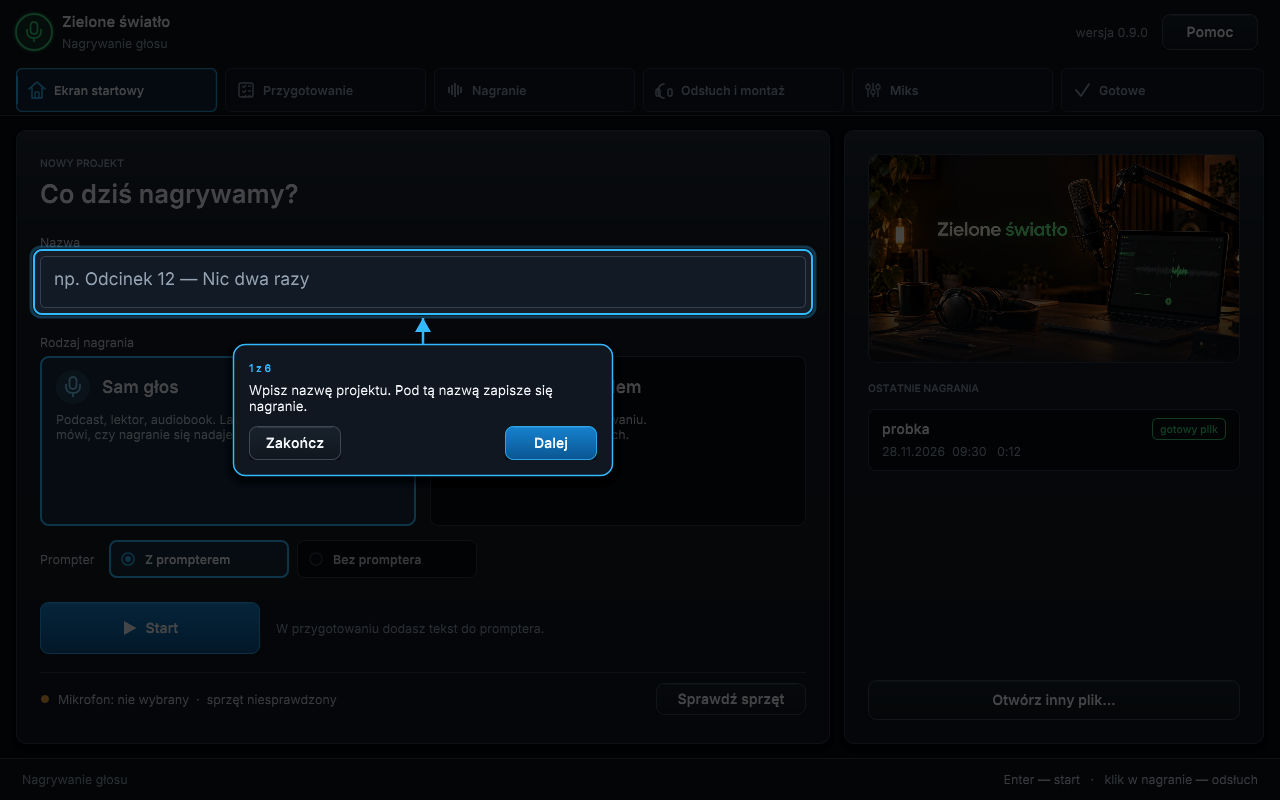 Zielone światło
Nagrywanie głosu
wersja 0.9.0
Pomoc
Ekran startowy
Przygotowanie
Nagranie
Odsłuch i montaż
Miks
Gotowe
NOWY PROJEKT
Co dziś nagrywamy?
Nazwa
np. Odcinek 12 — Nic dwa razy
Rodzaj nagrania
Sam głos
Podcast, lektor, audiobook.
mówi, czy nagranie się nadaje
1 z 6
Wpisz nazwę projektu. Pod tą nazwą zapisze się
nagranie.
Zakończ
Dalej
Prompter
Z prompterem
Bez promptera
Start
W przygotowaniu dodasz tekst do promptera.
Mikrofon: nie wybrany · sprzęt niesprawdzony
Sprawdź sprzęt
Zielone światło
OSTATNIE NAGRANIA
probka
gotowy plik
28.11.2026 09:30 0:12
Otwórz inny plik...
Nagrywanie głosu
Enter — start · klik w nagranie — odsłuch